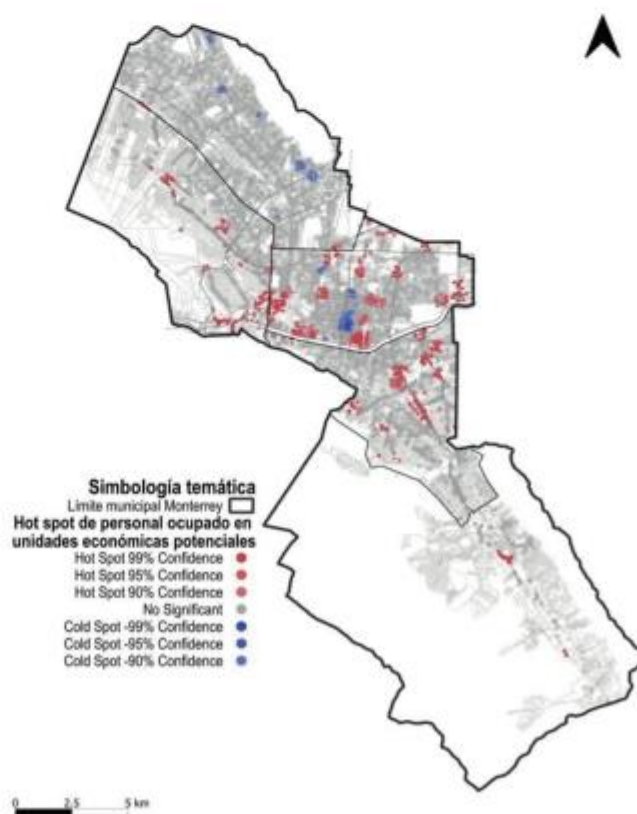 Simbología temática
Límite municipal Monterrey
Hot spot de personal ocupado en
unidades económicas potenciales
Hot Spot 99% Confidence
Hot Spot 95% Confidence
Hot Spot 90% Confidence
No Significant
Cold Spot -99% Confidence
Cold Spot -95% Confidence
Cold Spot -90% Confidence
0 2.5 5 km